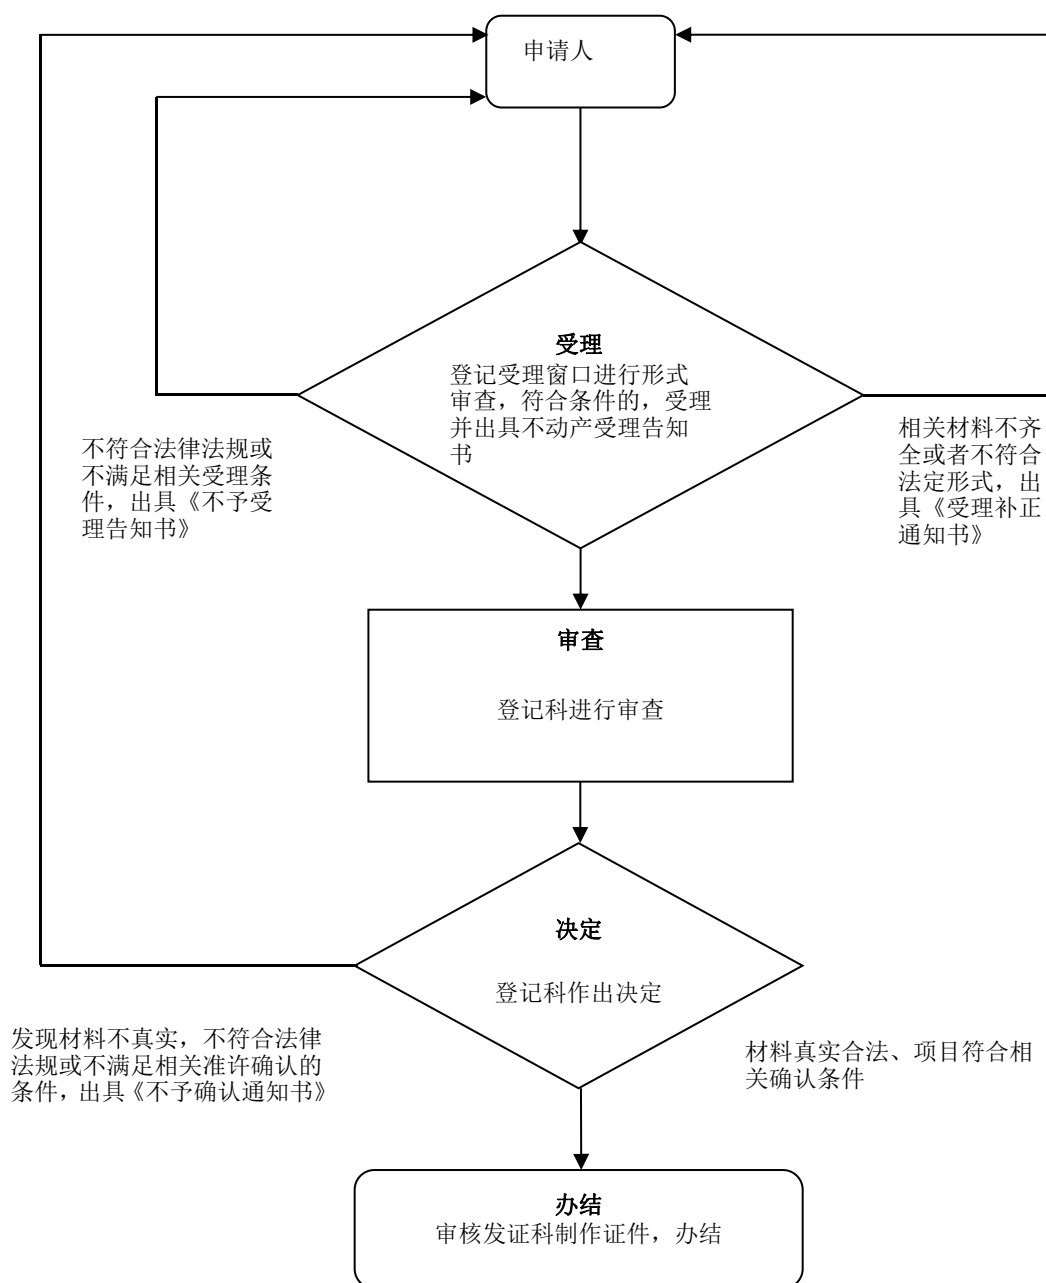 申请人
受理
登记受理窗口进行形式
审查，符合条件的，受理
并出具不动产受理告知
书
不符合法律法规或
不满足相关受理条
件，出具《不予受
理告知书》
相关材料不齐
全或者不符合
法定形式，出
具《受理补正
通知书》
审查
登记科进行审查
决定
登记科作出决定
发现材料不真实，不符合法律
法规或不满足相关准许确认的
条件，出具《不予确认通知书》
材料真实合法、项目符合相
关确认条件
办结
审核发证科制作证件，办结